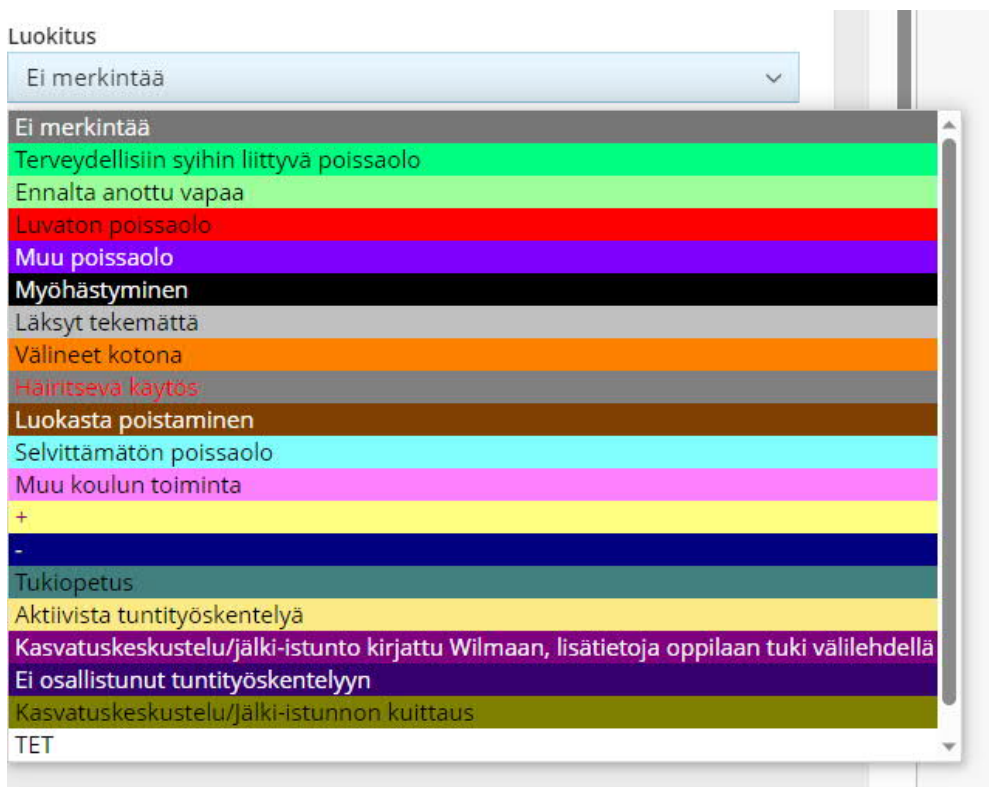 Luokitus
Ei merkintää
Ei merkintää
Terveydellisiin syihin liittyvä poissaolo
Ennalta anottu vapaa
Luvaton poissaolo
Muu poissaolo
Myöhästyminen
Läksyt tekemättä
Välineet kotona
Häiritsevä käytös
Luokasta poistaminen
Selvittämätön poissaolo
Muu koulun toiminta
+
-
Tukiopetus
Aktiivista tuntityöskentelyä
Kasvatuskeskustelu/jälki-istunto kirjattu Wilmaan, lisätietoja oppilaan tuki välilehdellä
Ei osallistunut tuntityöskentelyyn
Kasvatuskeskustelu/Jälki-istunnon kuittaus
TET